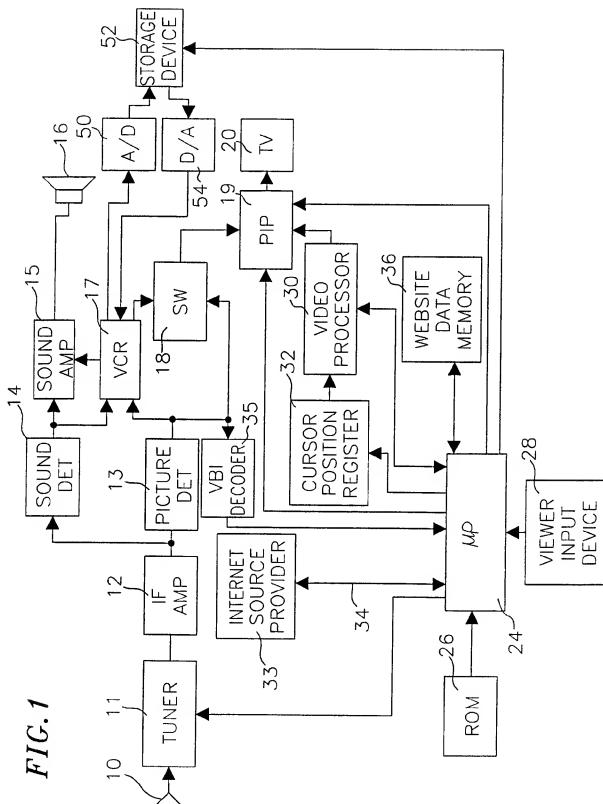 FIG.1
10
11
TUNER
12
IF
AMP
13
PICTURE
DET
14
SOUND
DET
15
SOUND
AMP
16
17
VCR
18
SW
50
A/D
52
STORAGE
DEVICE
54
D/A
19
PIP
20
TV
35
VBI
DECODER
30
VIDEO
PROCESSOR
32
CURSOR
POSITION
REGISTER
36
WEBSITE
DATA
MEMORY
33
INTERNET
SOURCE
PROVIDER
34
24
μP
26
ROM
28
VIEWER
INPUT
DEVICE